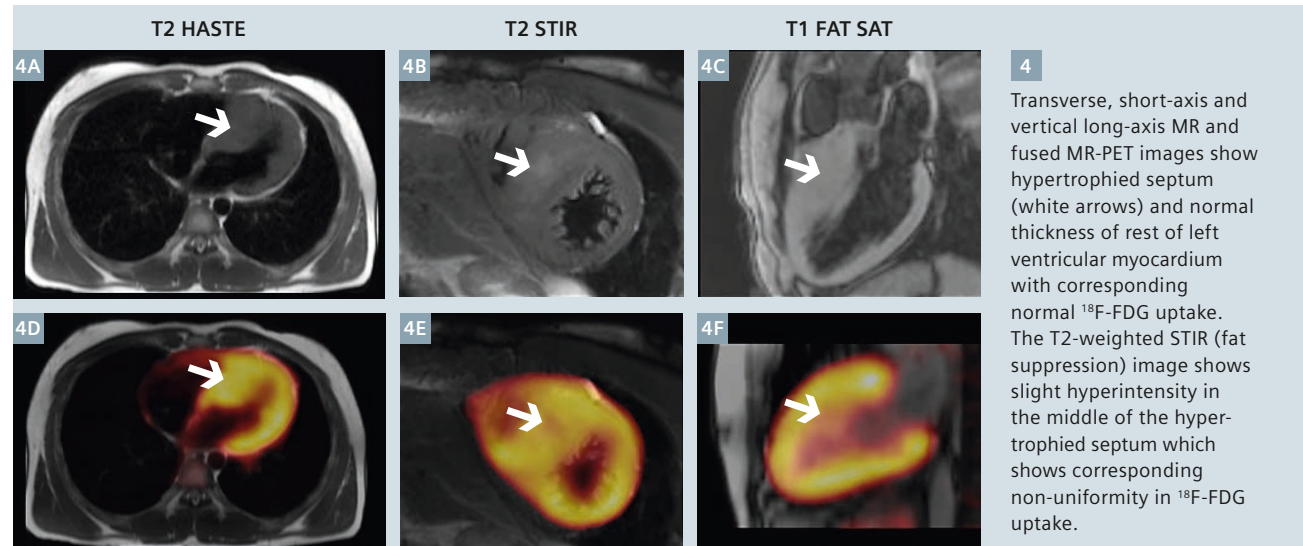 T2 HASTE
T2 STIR
T1 FAT SAT
4A
4B
4C
4D
4E
4F
4
Transverse, short-axis and
vertical long-axis MR and
fused MR-PET images show
hypertrophied septum
(white arrows) and normal
thickness of rest of left
ventricular myocardium
with corresponding
normal ¹⁸F-FDG uptake.
The T2-weighted STIR (fat
suppression) image shows
slight hyperintensity in
the middle of the hyper-
trophied septum which
shows corresponding
non-uniformity in ¹⁸F-FDG
uptake.